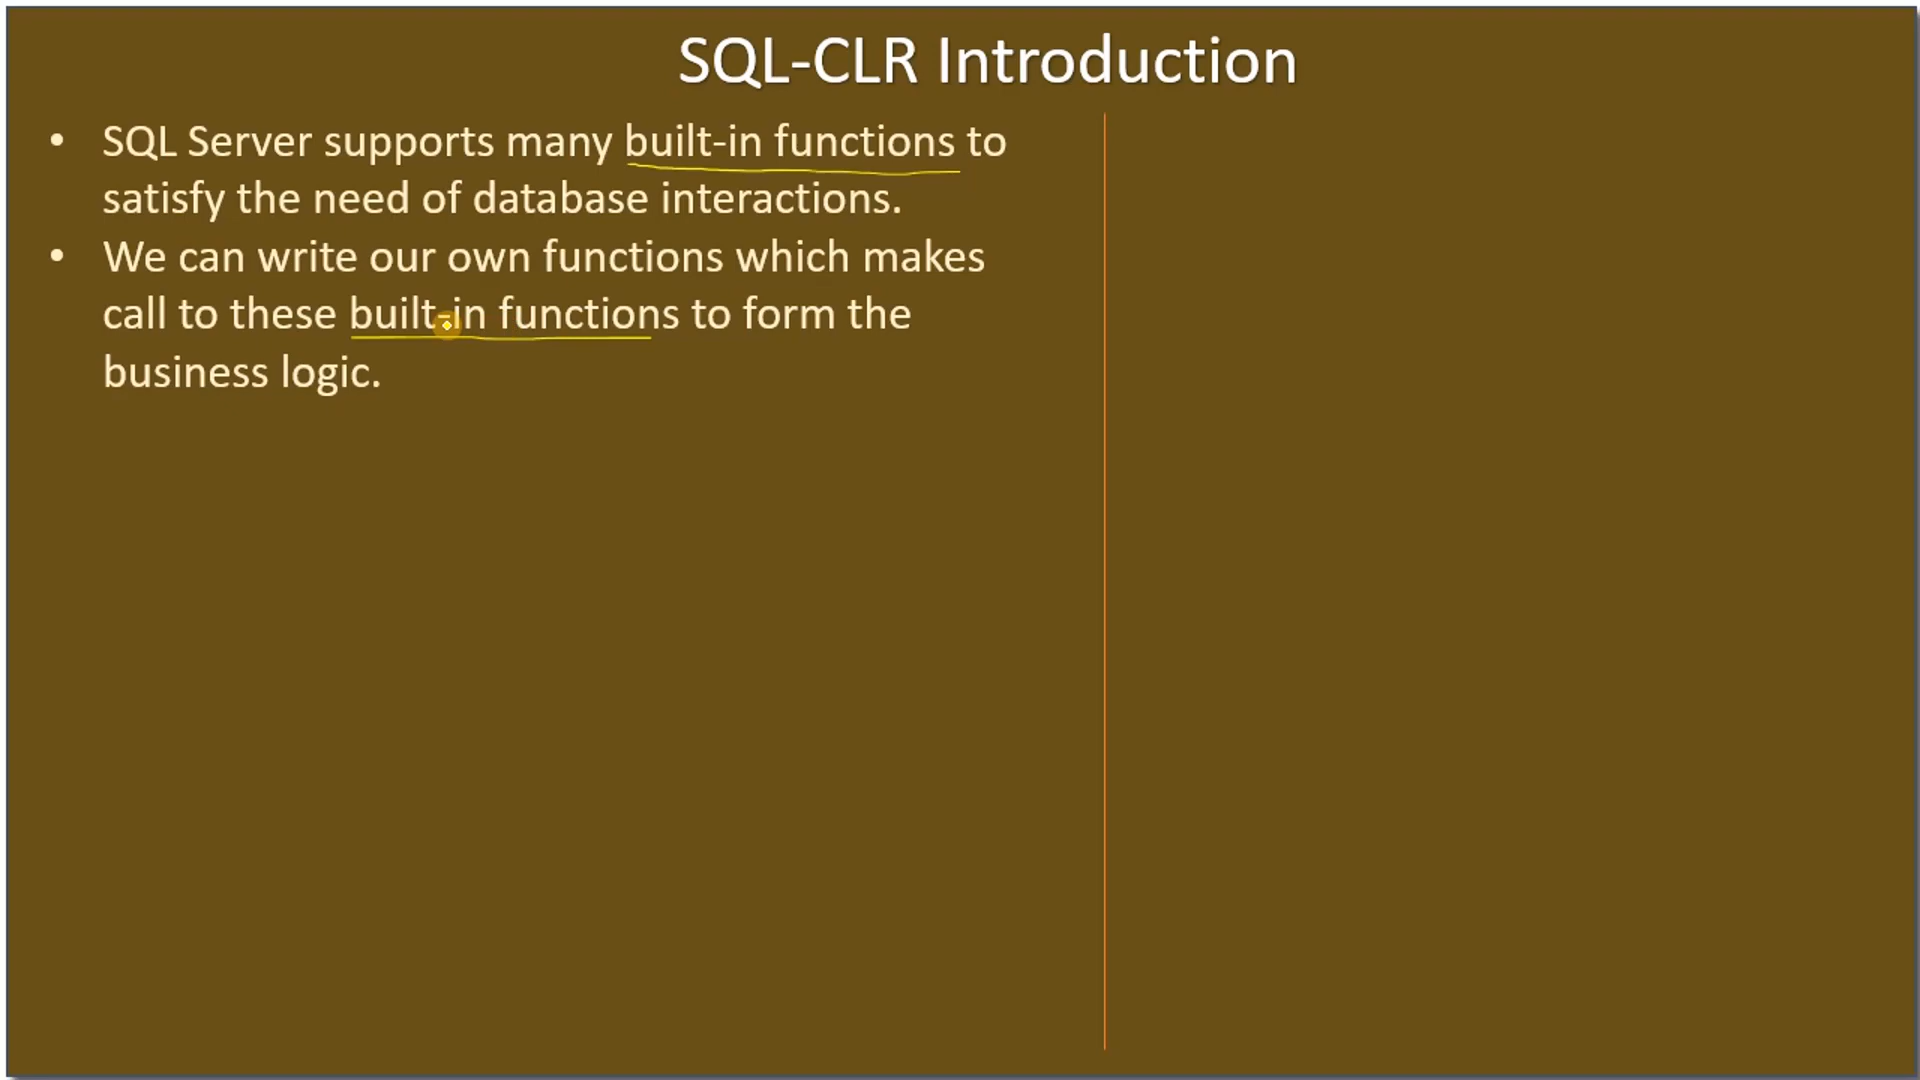 SQL-CLR Introduction
• SQL Server supports many built-in functions to
satisfy the need of database interactions.
• We can write our own functions which makes
call to these built-in functions to form the
business logic.